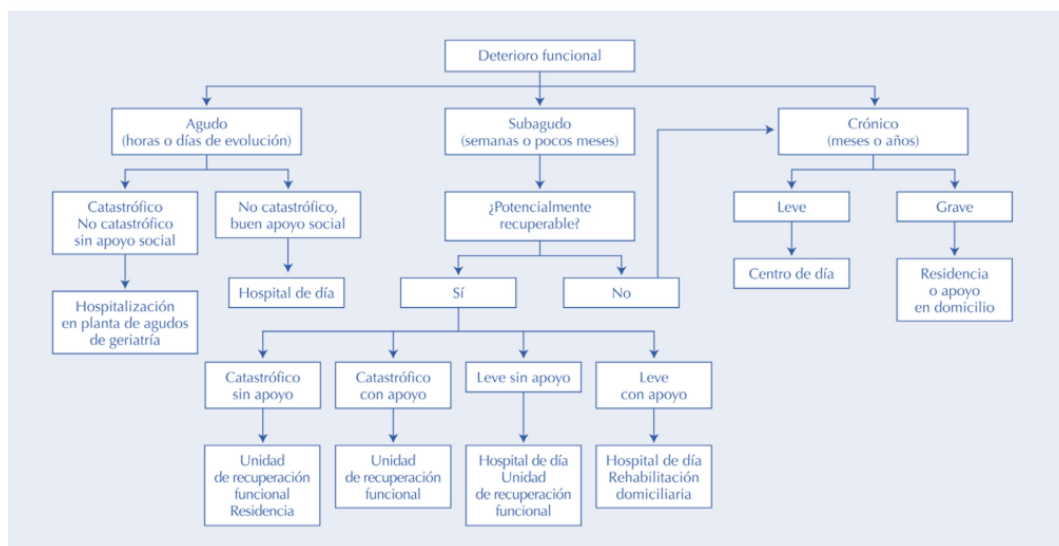 Deterioro funcional
Agudo
(horas o días de evolución)
Subagudo
(semanas o pocos meses)
Crónico
(meses o años)
Catastrófico
No catastrófico
sin apoyo social
No catastrófico,
buen apoyo social
¿Potencialmente
recuperable?
Leve
Grave
Hospitalización
en planta de agudos
de geriatría
Hospital de día
Sí
No
Centro de día
Residencia
o apoyo
en domicilio
Catastrófico
sin apoyo
Catastrófico
con apoyo
Leve sin apoyo
Leve
con apoyo
Unidad
de recuperación
funcional
Residencia
Unidad
de recuperación
funcional
Hospital de día
Unidad
de recuperación
funcional
Hospital de día
Rehabilitación
domiciliaria